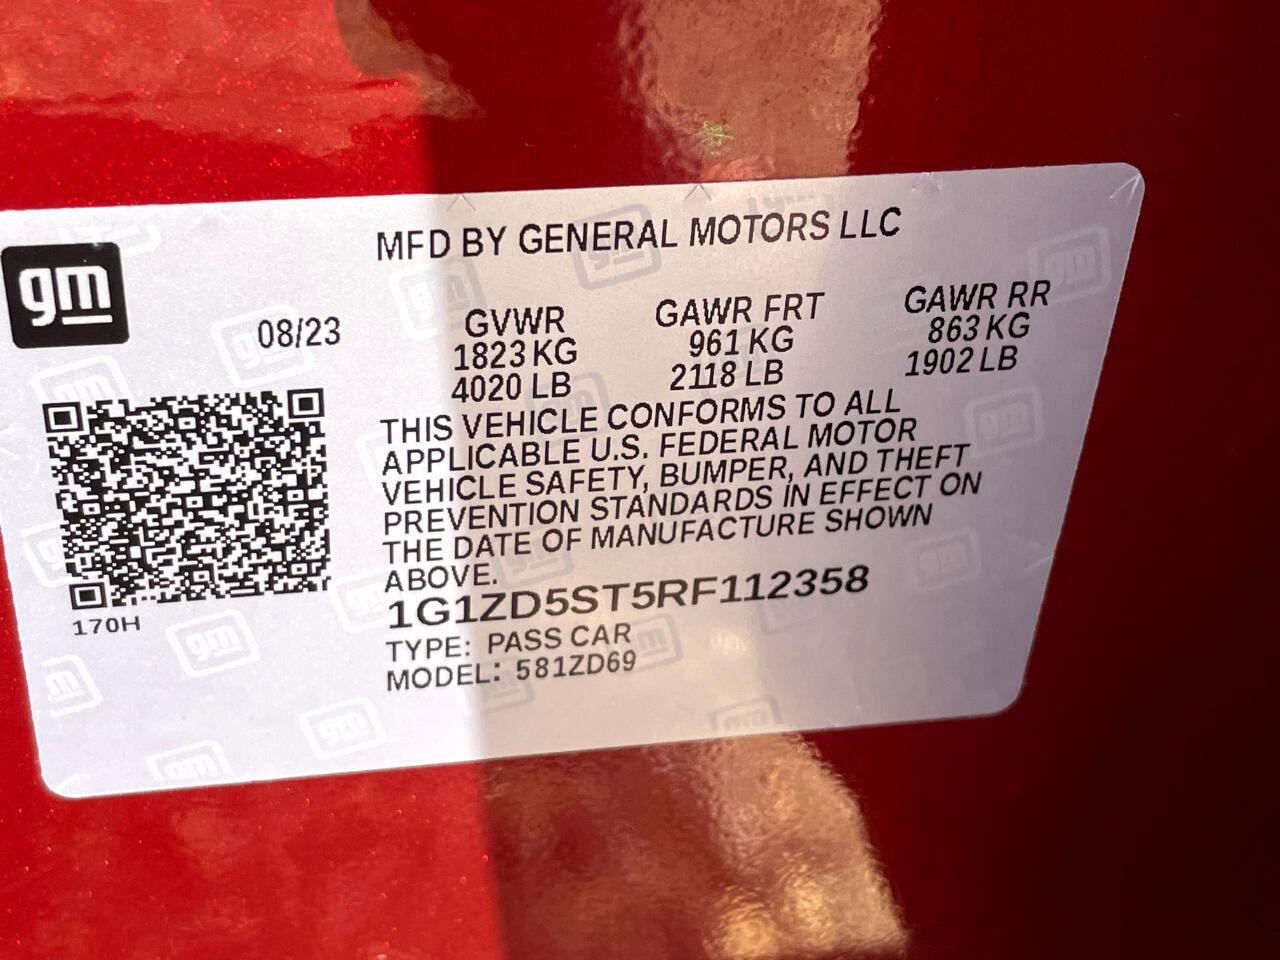 MFD BY GENERAL MOTORS LLC
gm
08/23
GVWR
1823 KG
4020 LB
GAWR FRT
961 KG
2118 LB
GAWR RR
863 KG
1902 LB
THIS VEHICLE CONFORMS TO ALL
APPLICABLE U.S. FEDERAL MOTOR
VEHICLE SAFETY, BUMPER, AND THEFT
PREVENTION STANDARDS IN EFFECT ON
THE DATE OF MANUFACTURE SHOWN
ABOVE.
170H
1G1ZD5ST5RF112358
TYPE: PASS CAR
MODEL: 581ZD69